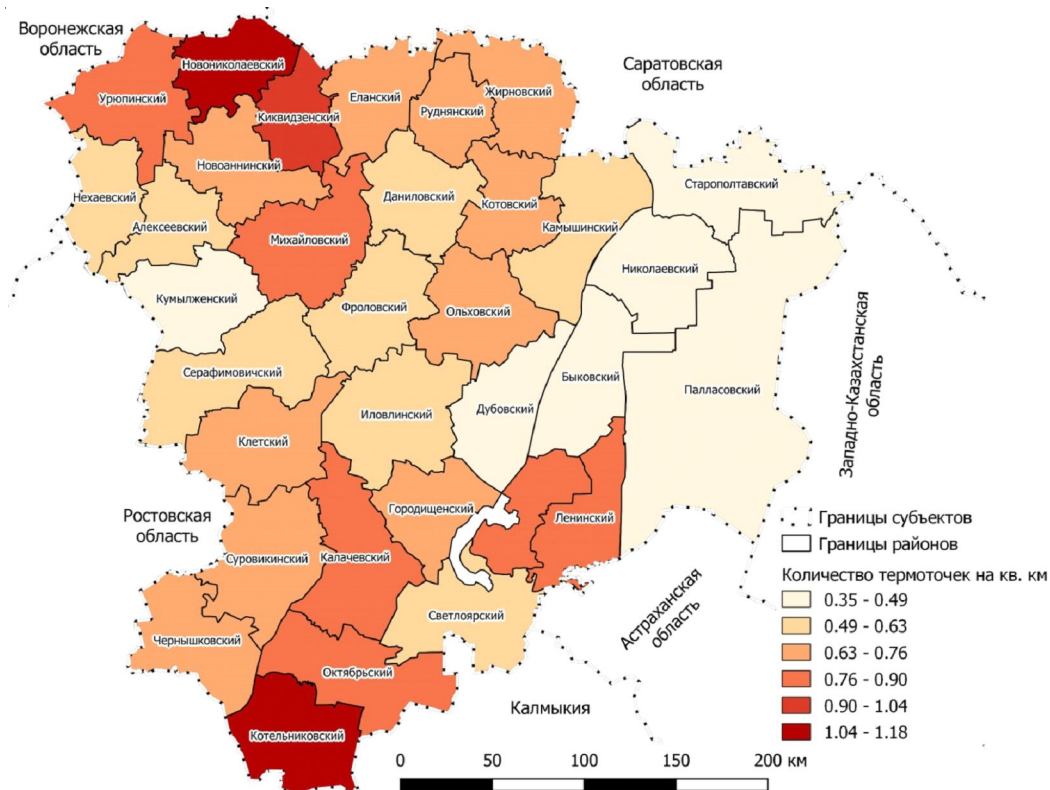 Воронежская
область
Новониколаевский
Саратовская
область
Урюпинский
Еланский
Жирновский
Руднянский
Киквидзенский
Новоаннинский
Старополтавский
Нехаевский
Даниловский
Котовский
Алексеевский
Камышинский
Михайловский
Николаевский
Кумылженский
Фроловский
Ольховский
Серафимовичский
Быковский
Палласовский
Западно-Казахстанская
область
Иловлинский
Дубовский
Клетский
Городищенский
Ленинский
Ростовская
область
Суровикинский
Калачевский
Светлоярский
Астраханская
область
Чернышковский
Октябрьский
Калмыкия
Котельниковский
Границы субъектов
Границы районов
Количество термоточек на кв. км
0.35 - 0.49
0.49 - 0.63
0.63 - 0.76
0.76 - 0.90
0.90 - 1.04
1.04 - 1.18
0 50 100 150 200 км